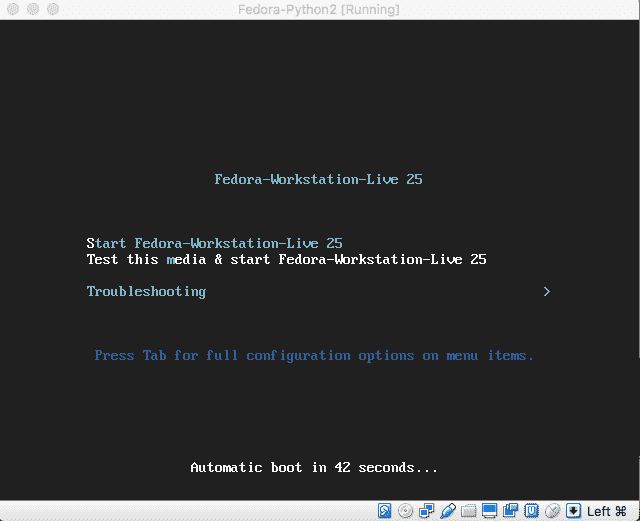 Fedora-Python2 [Running]
Fedora-Workstation-Live 25
Start Fedora-Workstation-Live 25
Test this media & start Fedora-Workstation-Live 25
Troubleshooting >
Press Tab for full configuration options on menu items.
Automatic boot in 42 seconds...
Left ⌘